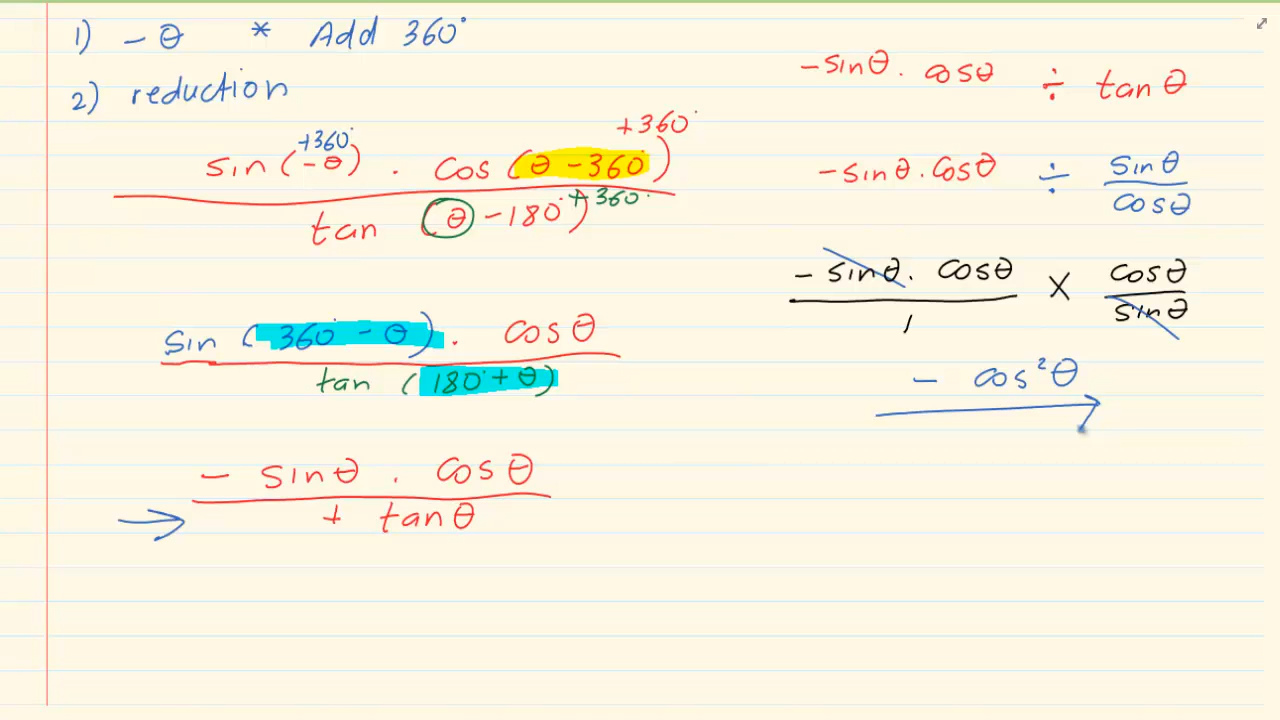 1) - θ * Add 360°
2) reduction
+360° +360°
sin(-θ) . cos(θ - 360°)
tan (θ - 180°) +360°
sin (360° - θ) . cosθ
tan (180° + θ)
- sinθ . cosθ
+ tanθ
-sinθ . cosθ ÷ tanθ
-sinθ . cosθ ÷ sinθ
cosθ
- sinθ . cosθ × cosθ
1 sinθ
- cos²θ